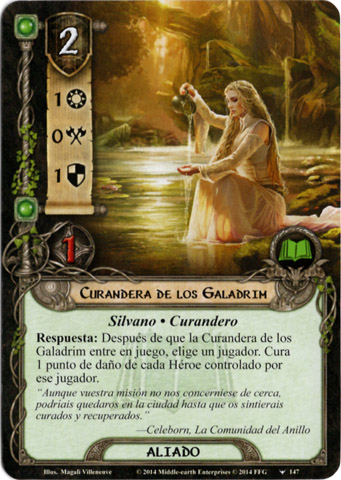 2
1
0
1
1
CURANDERA DE LOS GALADRIM
Silvano • Curandero
Respuesta: Después de que la Curandera de los
Galadrim entre en juego, elige un jugador. Cura
1 punto de daño de cada Héroe controlado por
ese jugador.
“Aunque vuestra misión no nos concerniese de cerca,
podríais quedaros en la ciudad hasta que os sintierais
curados y recuperados.”
—Celeborn, La Comunidad del Anillo
ALIADO
Illus. Magali Villeneuve © 2014 Middle-earth Enterprises © 2014 FFG 147